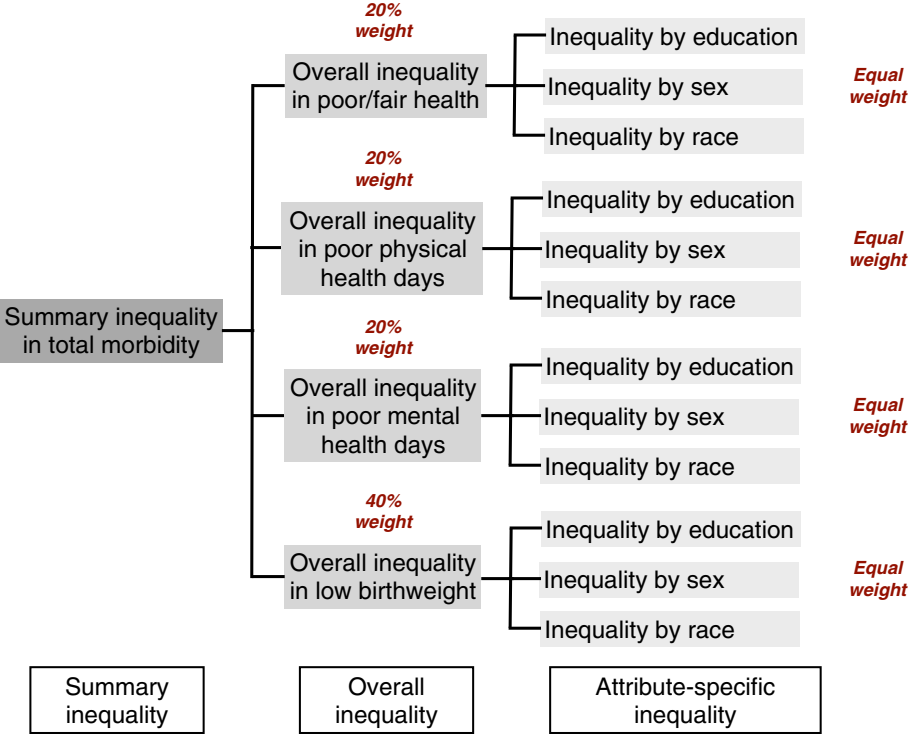 20%
weight
Overall inequality
in poor/fair health
Inequality by education
Inequality by sex
Inequality by race
Equal
weight
20%
weight
Overall inequality
in poor physical
health days
Inequality by education
Inequality by sex
Inequality by race
Equal
weight
Summary inequality
in total morbidity
20%
weight
Overall inequality
in poor mental
health days
Inequality by education
Inequality by sex
Inequality by race
Equal
weight
40%
weight
Overall inequality
in low birthweight
Inequality by education
Inequality by sex
Inequality by race
Equal
weight
Summary
inequality
Overall
inequality
Attribute-specific
inequality